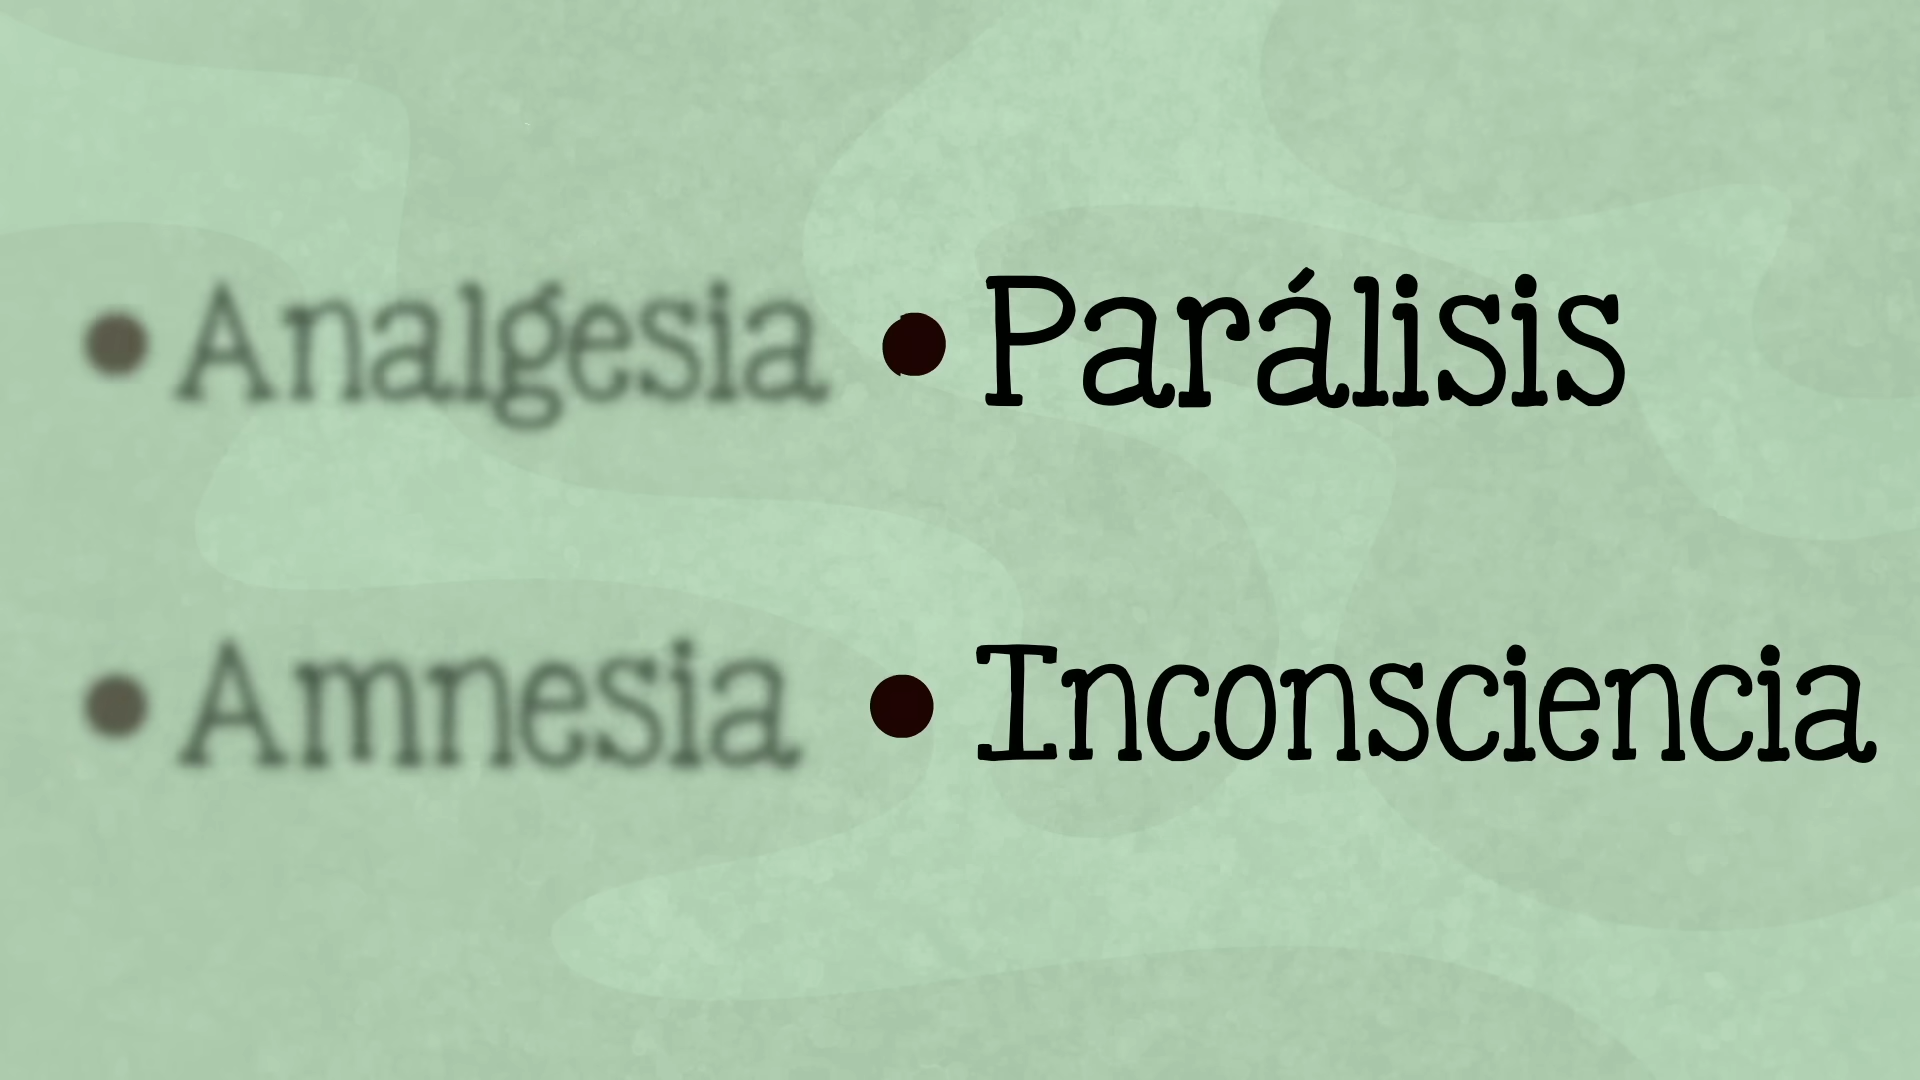 • Analgesia • Parálisis
• Amnesia • Inconsciencia